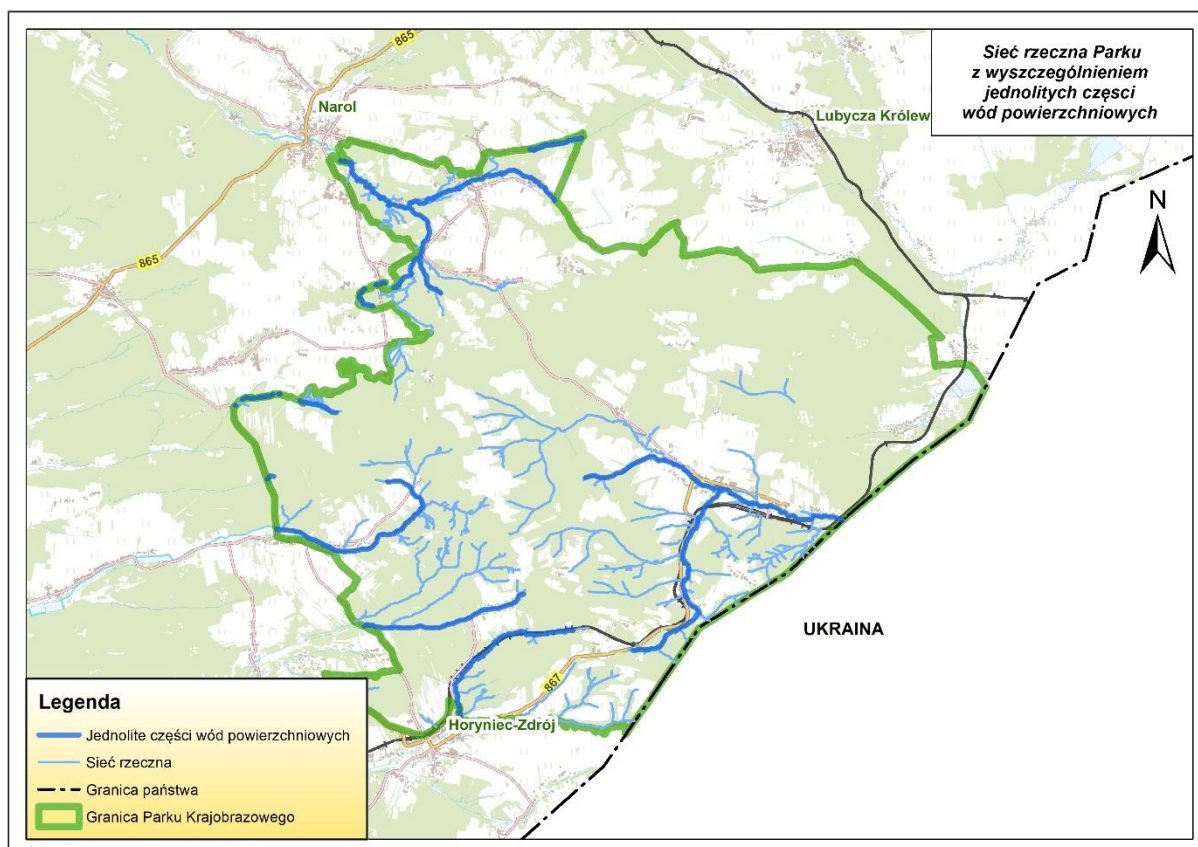 865
Sieć rzeczna Parku
z wyszczególnieniem
jednolitych częsci
wód powierzchniowych
Narol
Lubycza Królew
N
865
UKRAINA
867
Horyniec-Zdrój
Legenda
Jednolite części wód powierzchniowych
Sieć rzeczna
Granica państwa
Granica Parku Krajobrazowego